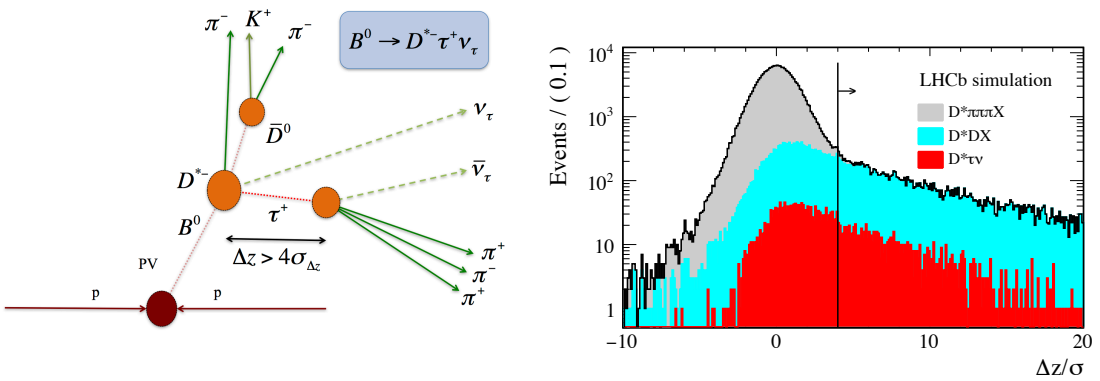 π⁻
K⁺
π⁻
B⁰ → D*⁻ τ⁺ ν_τ
D̄⁰
ν_τ
D*⁻
ν̄_τ
τ⁺
B⁰
Δz > 4σ_Δz
PV
π⁺
π⁻
π⁺
p
p
Events / ( 0.1 )
10⁴
10³
10²
10
1
LHCb simulation
D*πππX
D*DX
D*τν
−10
0
10
20
Δz/σ